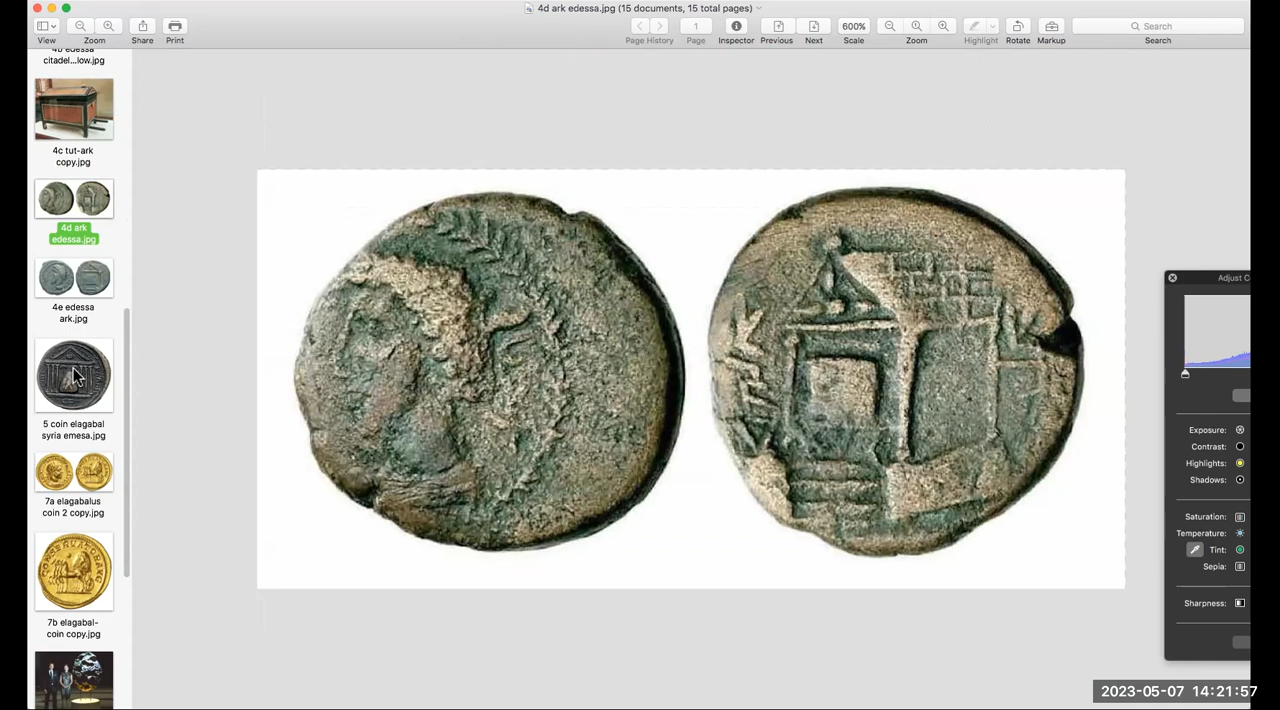 4d ark edessa.jpg (15 documents, 15 total pages)
1
600%
Search
View
Zoom
Share
Print
Page History
Page
Inspector
Previous
Next
Scale
Zoom
Highlight
Rotate
Markup
Search
4b edessa
citadel...low.jpg
4c tut-ark
copy.jpg
4d ark
edessa.jpg
4e edessa
ark.jpg
5 coin elagabal
syria emesa.jpg
7a elagabalus
coin 2 copy.jpg
7b elagabal-
coin copy.jpg
Adjust C
Exposure:
Contrast:
Highlights:
Shadows:
Saturation:
Temperature:
Tint:
Sepia:
Sharpness:
2023-05-07 14:21:57